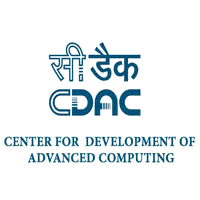 सी डैक
CDAC
CENTER FOR DEVELOPMENT OF
ADVANCED COMPUTING